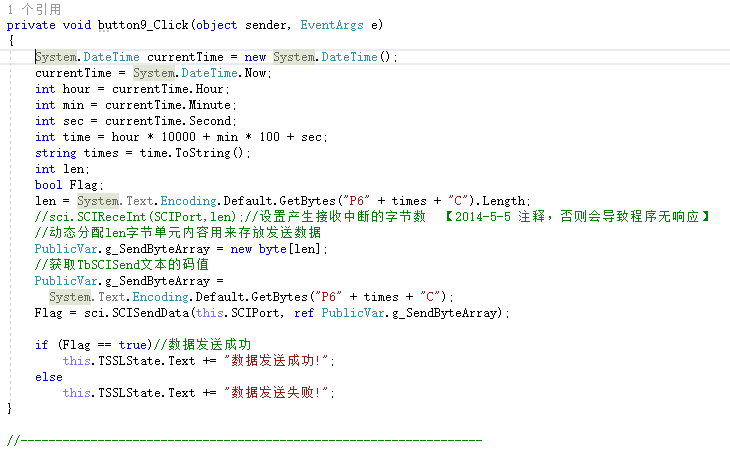 1 个引用
private void button9_Click(object sender, EventArgs e)
{
System.DateTime currentTime = new System.DateTime();
currentTime = System.DateTime.Now;
int hour = currentTime.Hour;
int min = currentTime.Minute;
int sec = currentTime.Second;
int time = hour * 10000 + min * 100 + sec;
string times = time.ToString();
int len;
bool Flag;
len = System.Text.Encoding.Default.GetBytes("P6" + times + "C").Length;
//sci.SCIReceInt(SCIPort,len);//设置产生接收中断的字节数 【2014-5-5 注释，否则会导致程序无响应】
//动态分配len字节单元内容用来存放发送数据
PublicVar.g_SendByteArray = new byte[len];
//获取TbSCISend文本的码值
PublicVar.g_SendByteArray =
System.Text.Encoding.Default.GetBytes("P6" + times + "C");
Flag = sci.SCISendData(this.SCIPort, ref PublicVar.g_SendByteArray);
if (Flag == true)//数据发送成功
this.TSSLState.Text += "数据发送成功!";
else
this.TSSLState.Text += "数据发送失败!";
}
//------------------------------------------------------------------